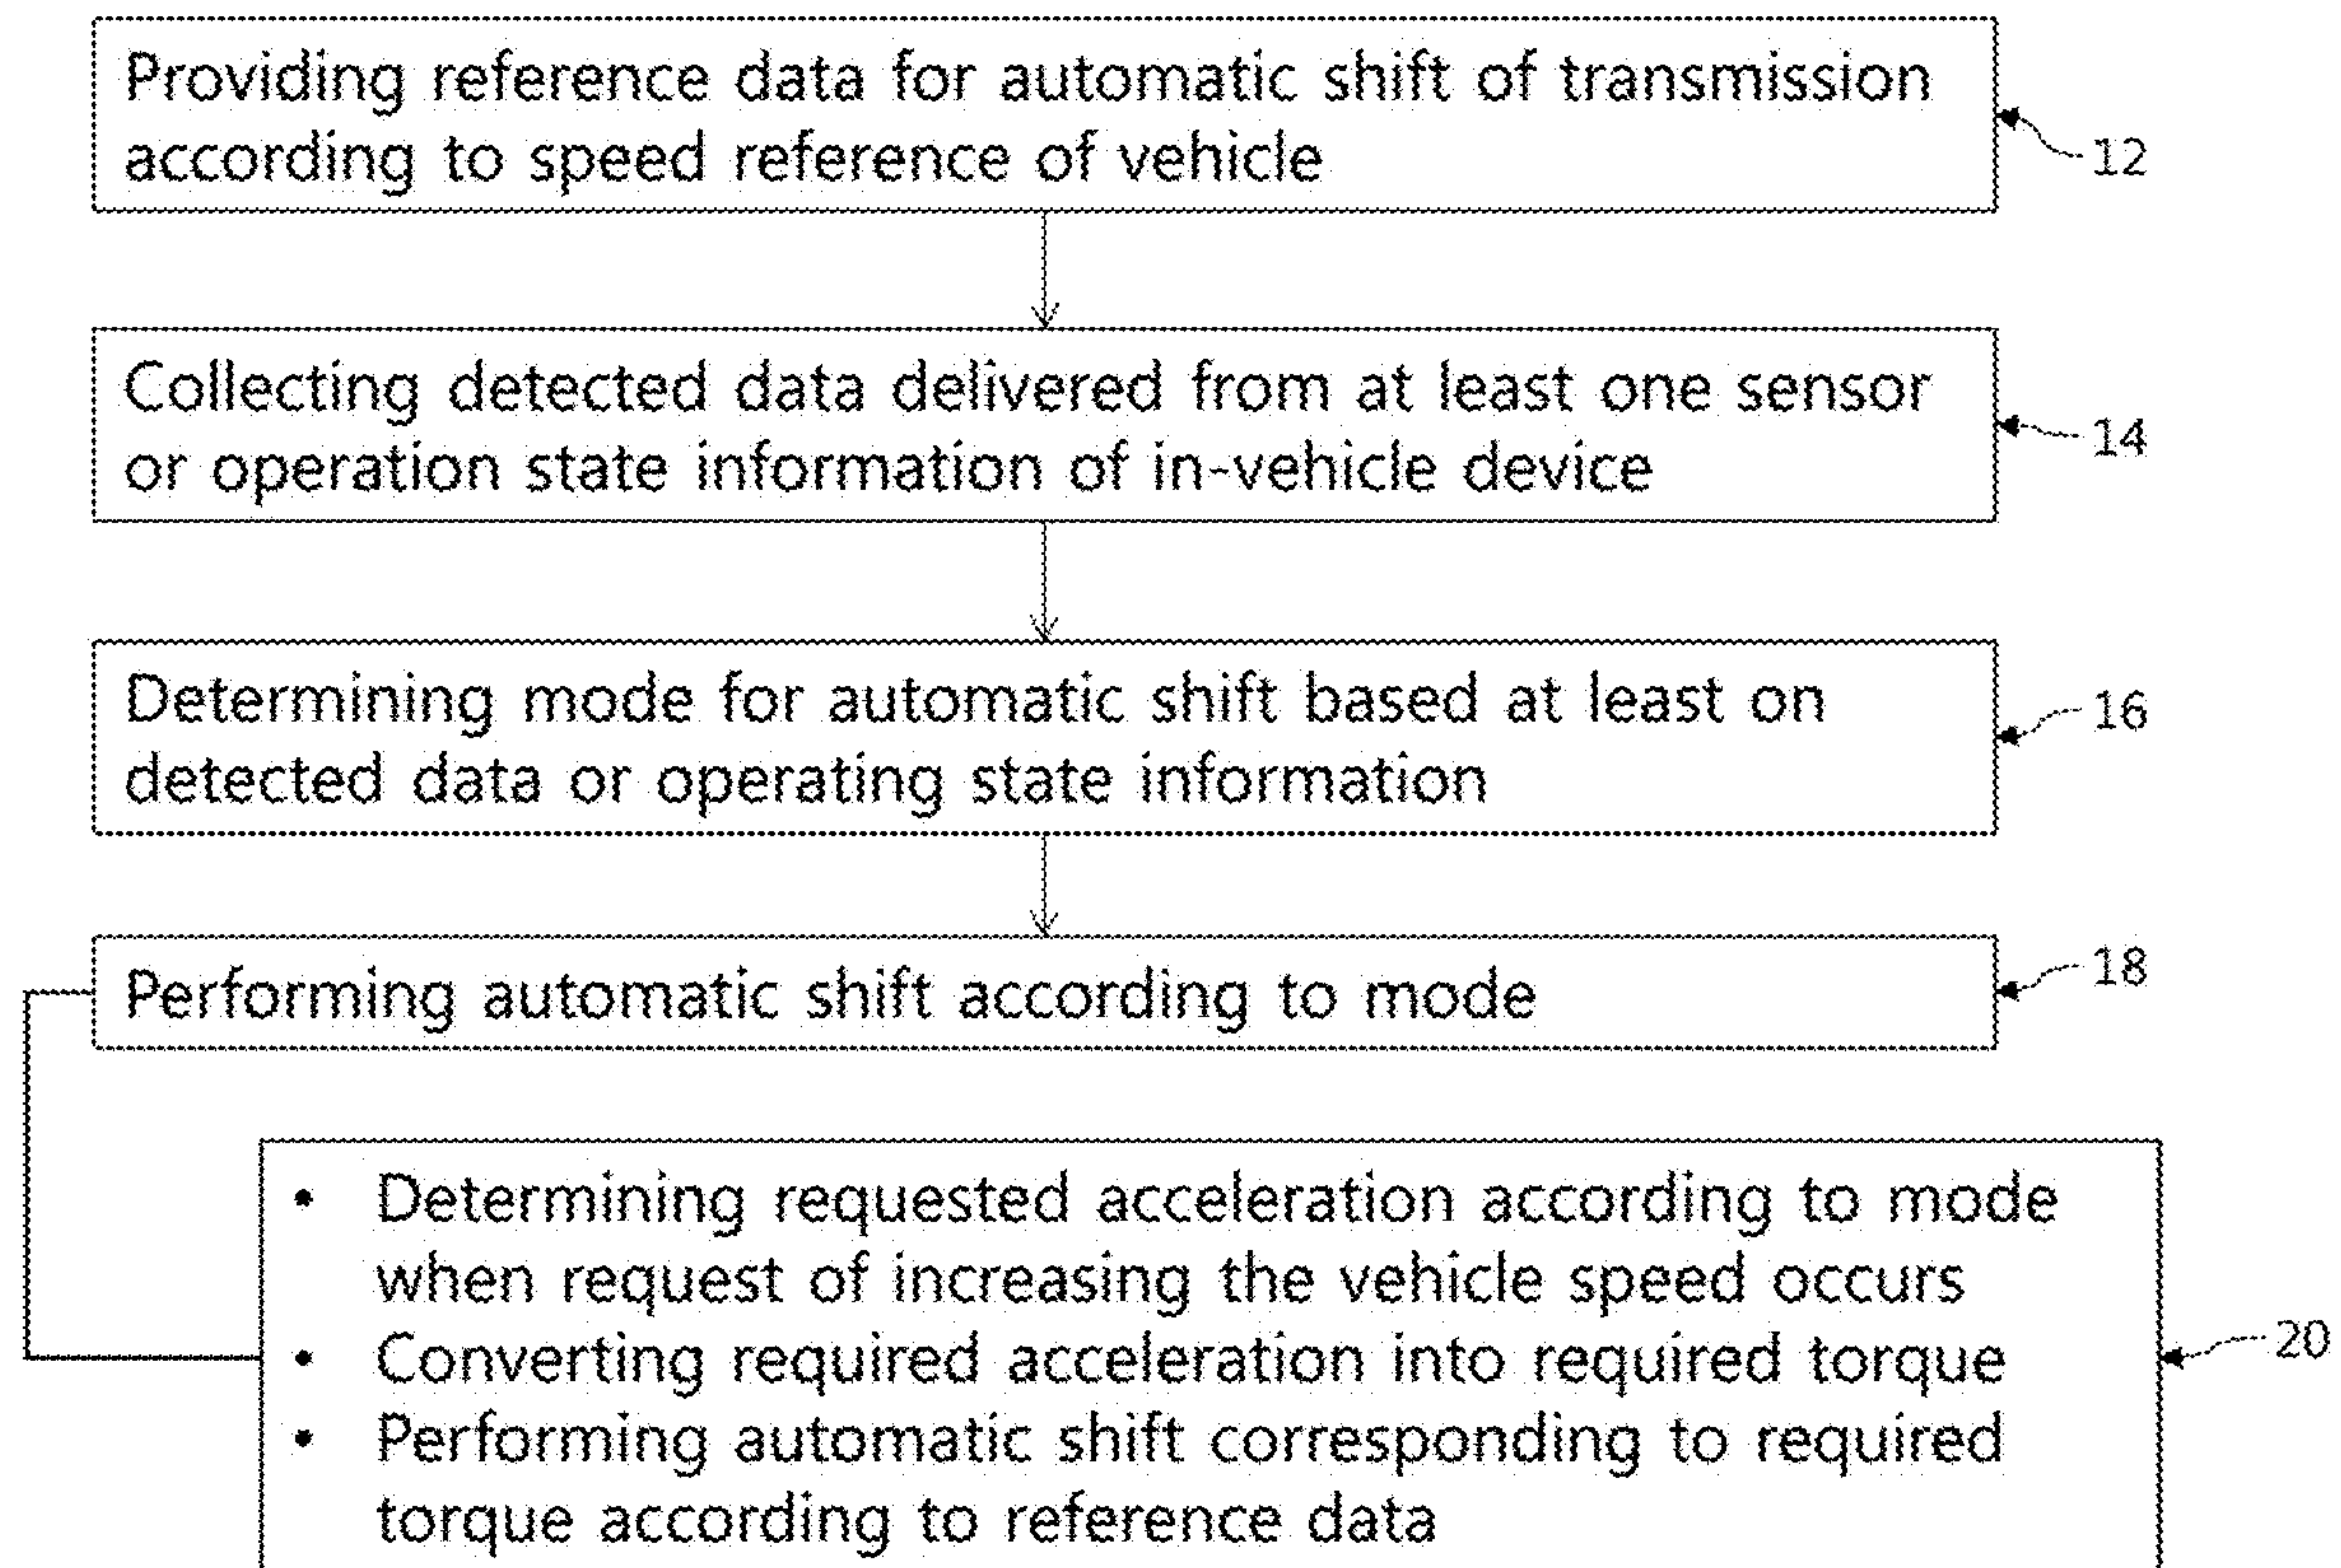 Providing reference data for automatic shift of transmission
according to speed reference of vehicle
12
Collecting detected data delivered from at least one sensor
or operation state information of in-vehicle device
14
Determining mode for automatic shift based at least on
detected data or operating state information
16
Performing automatic shift according to mode
18
• Determining requested acceleration according to mode
when request of increasing the vehicle speed occurs
• Converting required acceleration into required torque
• Performing automatic shift corresponding to required
torque according to reference data
20